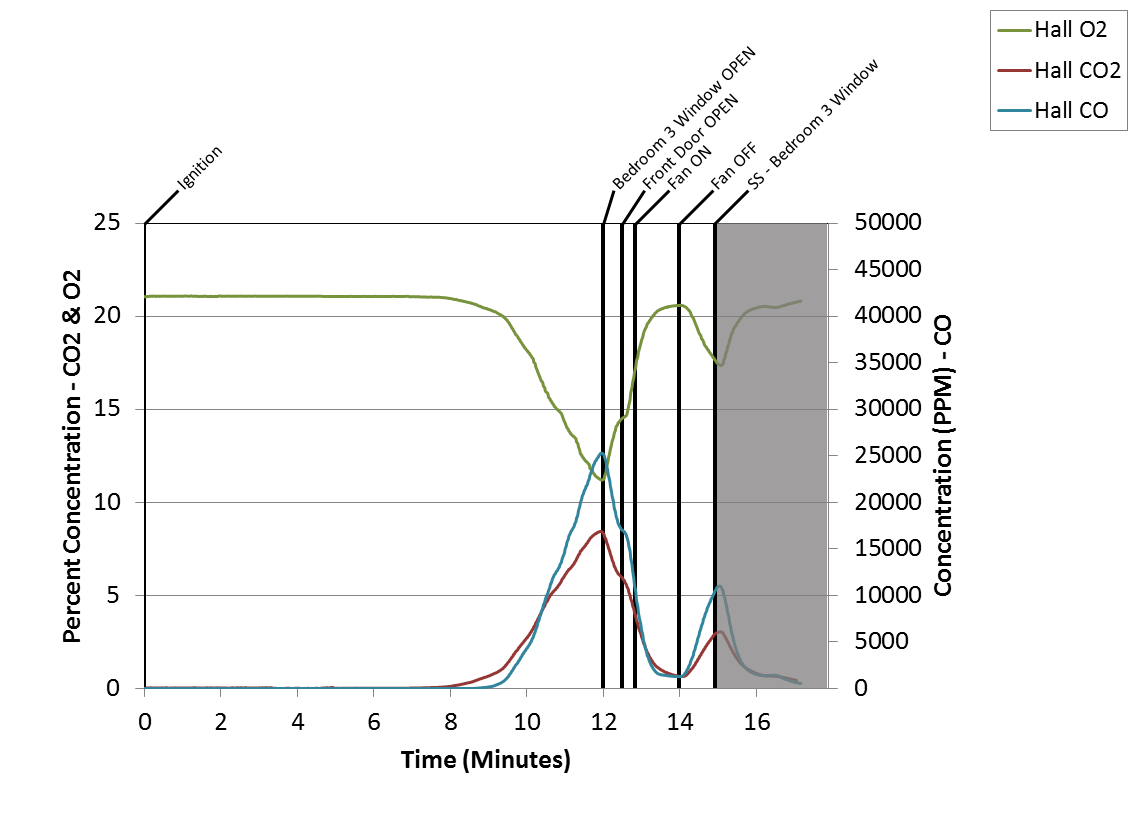 Hall O2
Hall CO2
Hall CO
Ignition
Bedroom 3 Window OPEN
Front Door OPEN
Fan ON
Fan OFF
SS - Bedroom 3 Window
Percent Concentration - CO2 & O2
25
20
15
10
5
0
50000
45000
40000
35000
30000
25000
20000
15000
10000
5000
0
Concentration (PPM) - CO
0 2 4 6 8 10 12 14 16
Time (Minutes)